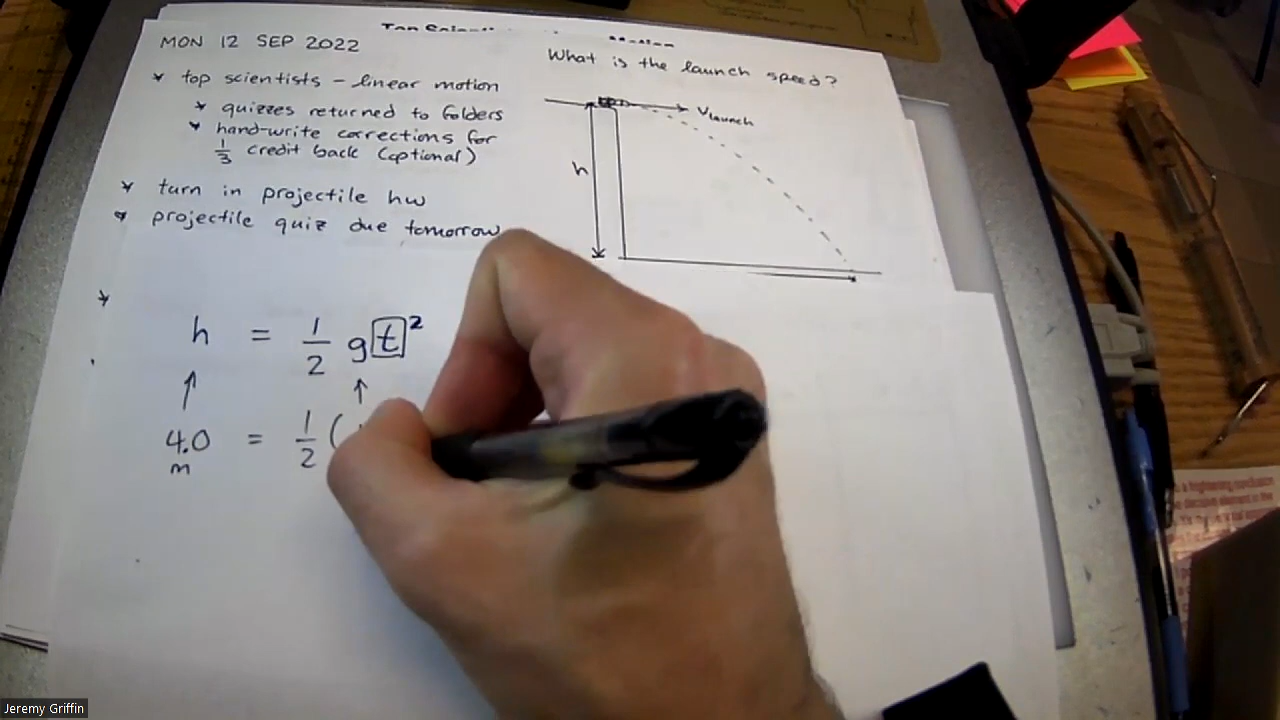 MON 12 SEP 2022
* top scientists - linear motion
* quizzes returned to folders
* hand-write corrections for
1/3 credit back (optional)
* turn in projectile hw
* projectile quiz due tomorrow
What is the launch speed?
Vlaunch
h
*
h = 1/2 g t ²
↑ ↑
4.0 = 1/2 (
m
Jeremy Griffin